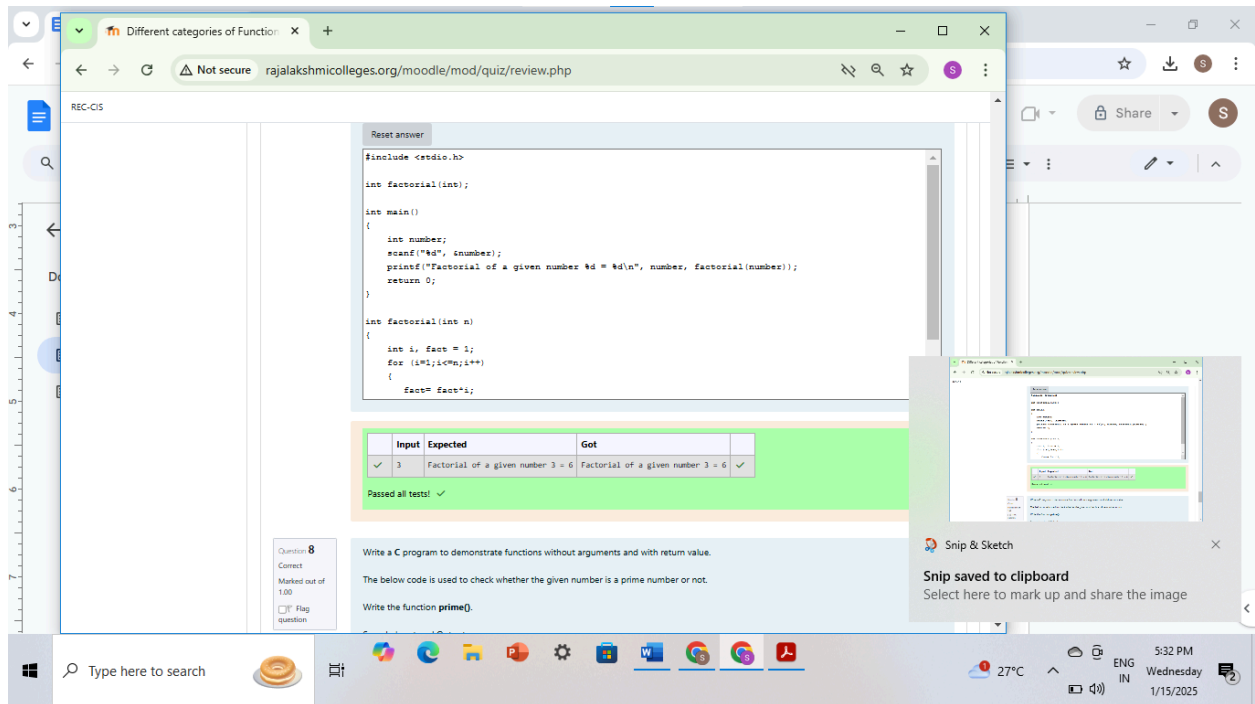 Different categories of Function
Not secure rajalakshmicolleges.org/moodle/mod/quiz/review.php
S
S
REC-CIS
Share
S
Reset answer
#include <stdio.h>
int factorial(int);
int main()
{
int number;
scanf("%d", &number);
printf("Factorial of a given number %d = %d\n", number, factorial(number));
return 0;
}
int factorial(int n)
{
int i, fact = 1;
for (i=1;i<=n;i++)
{
fact= fact*i;
Input Expected Got
3 Factorial of a given number 3 = 6 Factorial of a given number 3 = 6
Passed all tests!
Question 8
Correct
Marked out of
1.00
Flag
question
Write a C program to demonstrate functions without arguments and with return value.
The below code is used to check whether the given number is a prime number or not.
Write the function prime().
3
4
5
6
7
Snip & Sketch
Snip saved to clipboard
Select here to mark up and share the image
Type here to search
1
27°C
ENG
IN
5:32 PM
Wednesday
1/15/2025
2